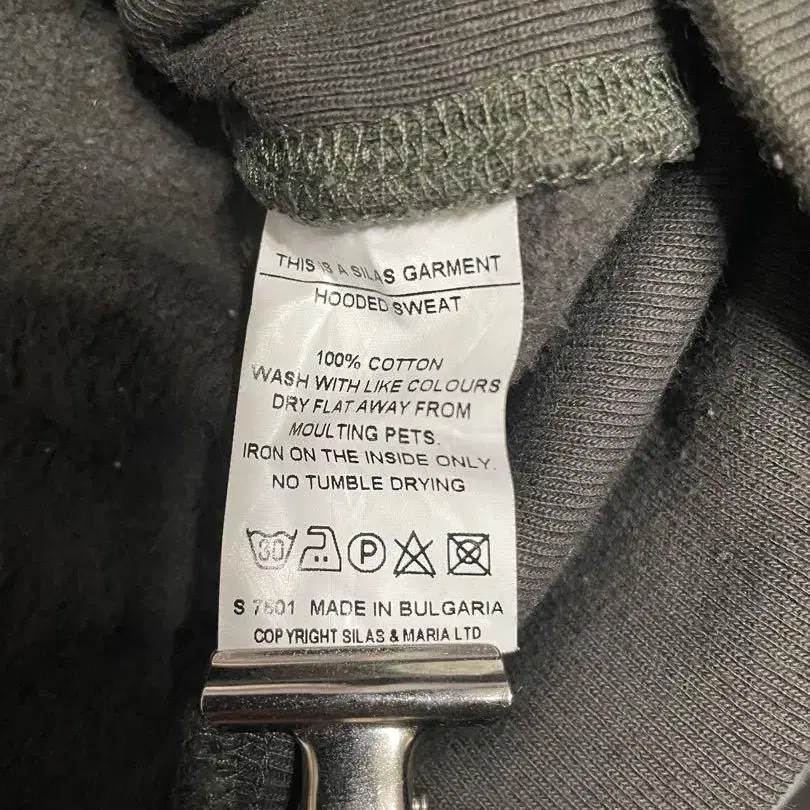 THIS IS A SILAS GARMENT
HOODED SWEAT
100% COTTON
WASH WITH LIKE COLOURS
DRY FLAT AWAY FROM
MOULTING PETS.
IRON ON THE INSIDE ONLY.
NO TUMBLE DRYING
30 P
S 7601 MADE IN BULGARIA
COPYRIGHT SILAS & MARIA LTD